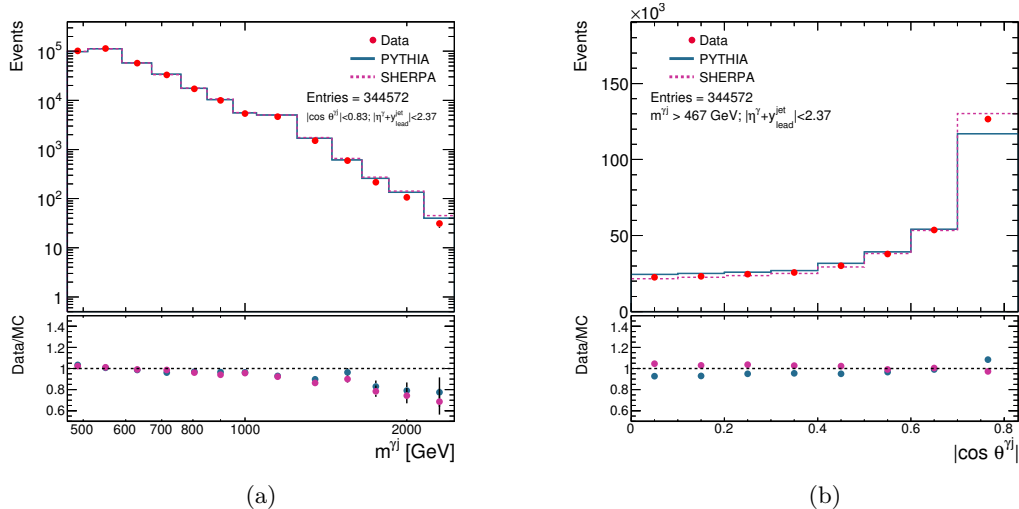 Events
10⁵
10⁴
10³
10²
10
1
Data
PYTHIA
SHERPA
Entries = 344572
|cos θ^γj|<0.83; |η^γ+y^jet_lead|<2.37
Data/MC
1.4
1.2
1
0.8
0.6
500 600 700 1000 2000
m^γj [GeV]
(a)
×10³
Events
150
100
50
0
Data
PYTHIA
SHERPA
Entries = 344572
m^γj > 467 GeV; |η^γ+y^jet_lead|<2.37
Data/MC
1.4
1.2
1
0.8
0.6
0 0.2 0.4 0.6 0.8
|cos θ^γj|
(b)